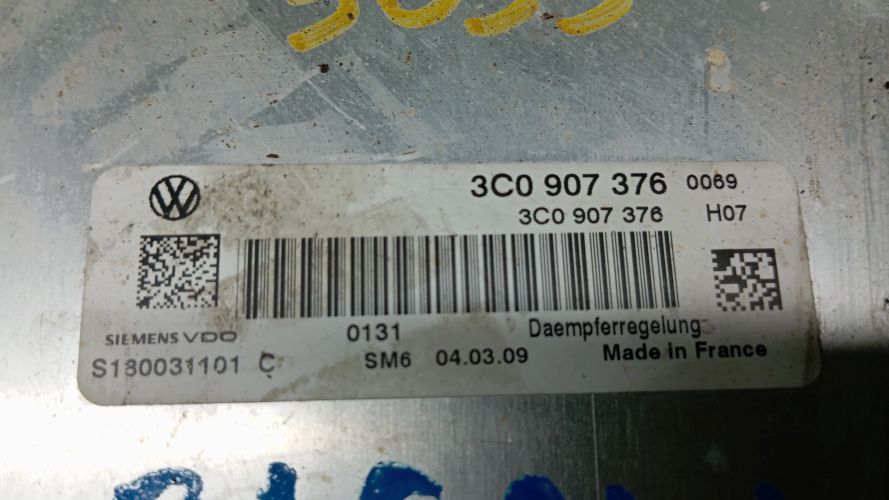 3C0 907 376 0069
3C0 907 376 H07
SIEMENS VDO
0131 Daempferregelung
S130031101 C
SM6 04.03.09 Made in France